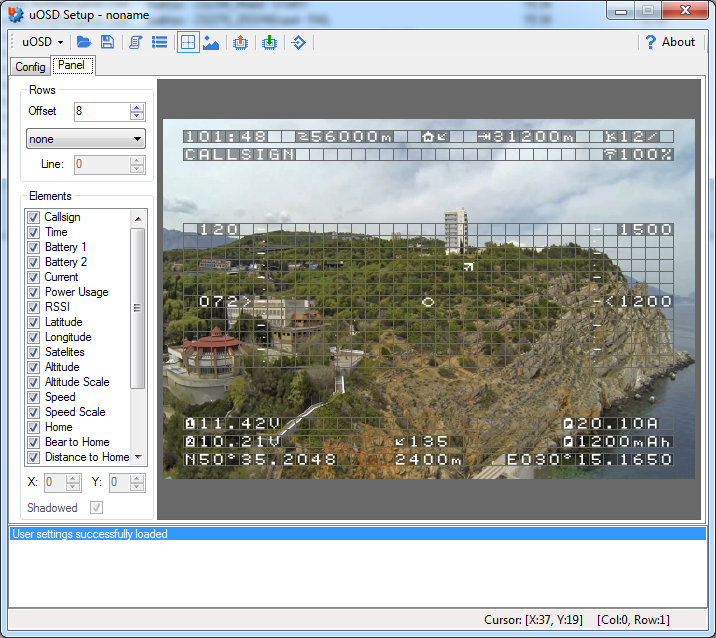 uOSD Setup - noname
uOSD
? About
Config
Panel
Rows
Offset 8
none
Line: 0
Elements
Callsign
Time
Battery 1
Battery 2
Current
Power Usage
RSSI
Latitude
Longitude
Satelites
Altitude
Altitude Scale
Speed
Speed Scale
Home
Bear to Home
Distance to Home
X: 0 Y: 0
Shadowed
101:48 56000m 31200m 12/
CALLSIGN 100%
120 1500
072> <1200
1 11.42V 20.10A
2 10.21V 135 1200mAh
N50°35.2048 2400m E030°15.1650
User settings successfully loaded
Cursor: [X:37, Y:19] [Col:0, Row:1]